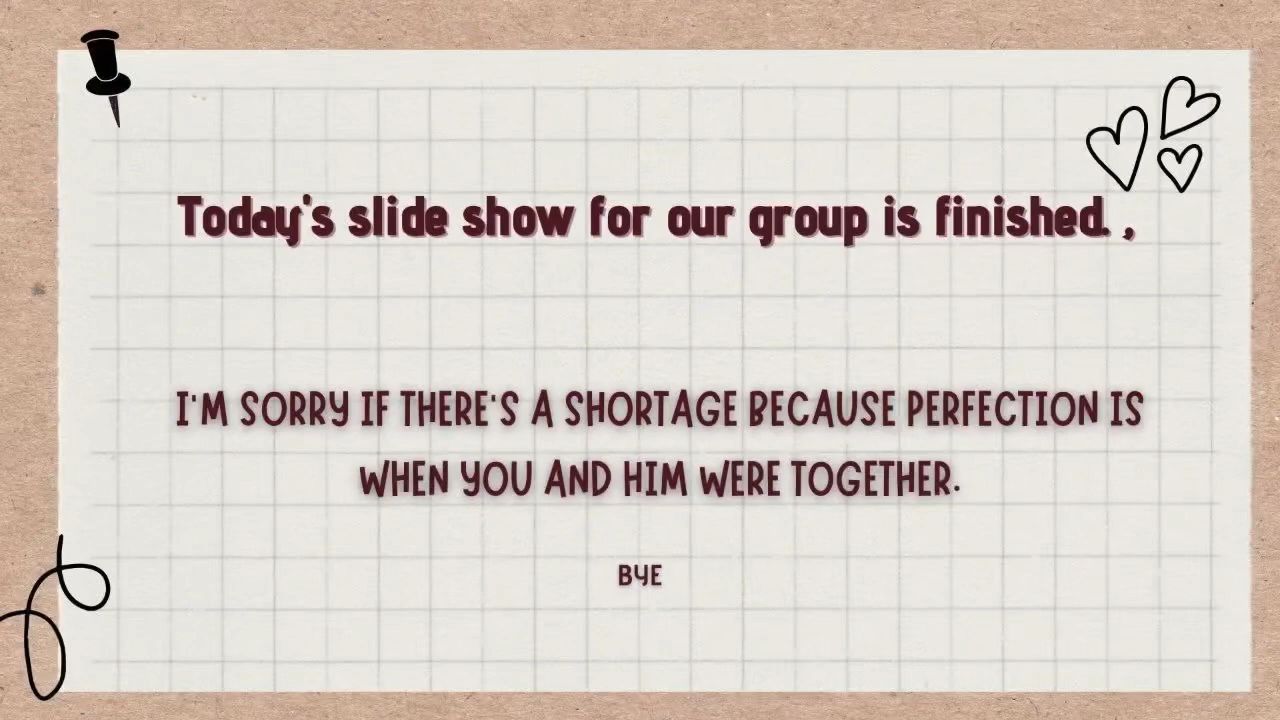 Today's slide show for our group is finished. ,
I'M SORRY IF THERE'S A SHORTAGE BECAUSE PERFECTION IS
WHEN YOU AND HIM WERE TOGETHER.
BYE